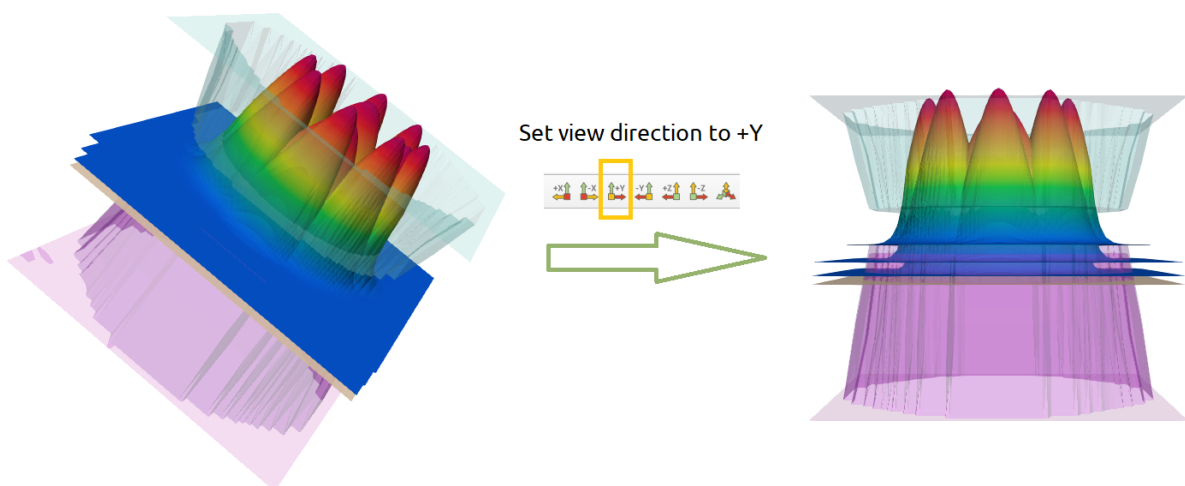 Set view direction to +Y
+X -X +Y -Y +Z -Z